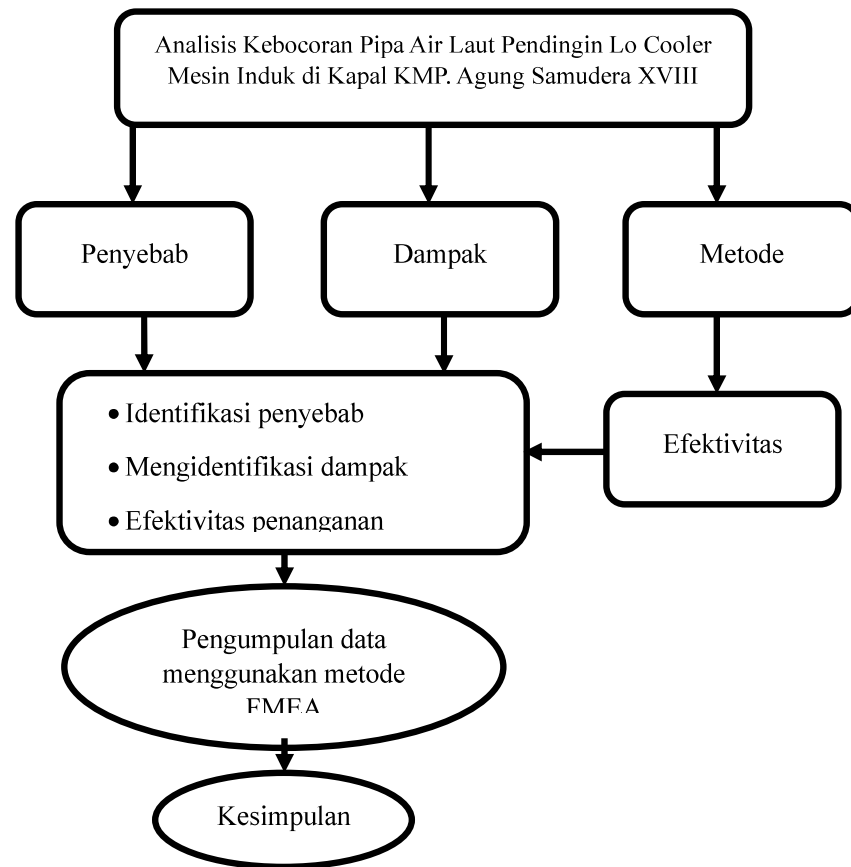 Analisis Kebocoran Pipa Air Laut Pendingin Lo Cooler
Mesin Induk di Kapal KMP. Agung Samudera XVIII
Penyebab
Dampak
Metode
• Identifikasi penyebab
• Mengidentifikasi dampak
• Efektivitas penanganan
Efektivitas
Pengumpulan data
menggunakan metode
FMEA
Kesimpulan